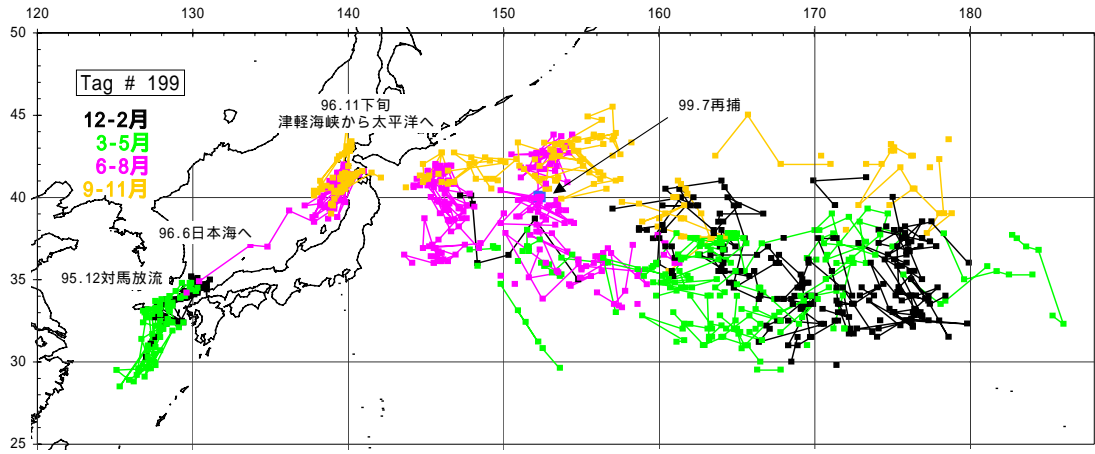 120 130 140 150 160 170 180
50
45
40
35
30
25
Tag # 199
12-2月
3-5月
6-8月
9-11月
96.11下旬
津軽海峡から太平洋へ
99.7再捕
96.6日本海へ
95.12対馬放流